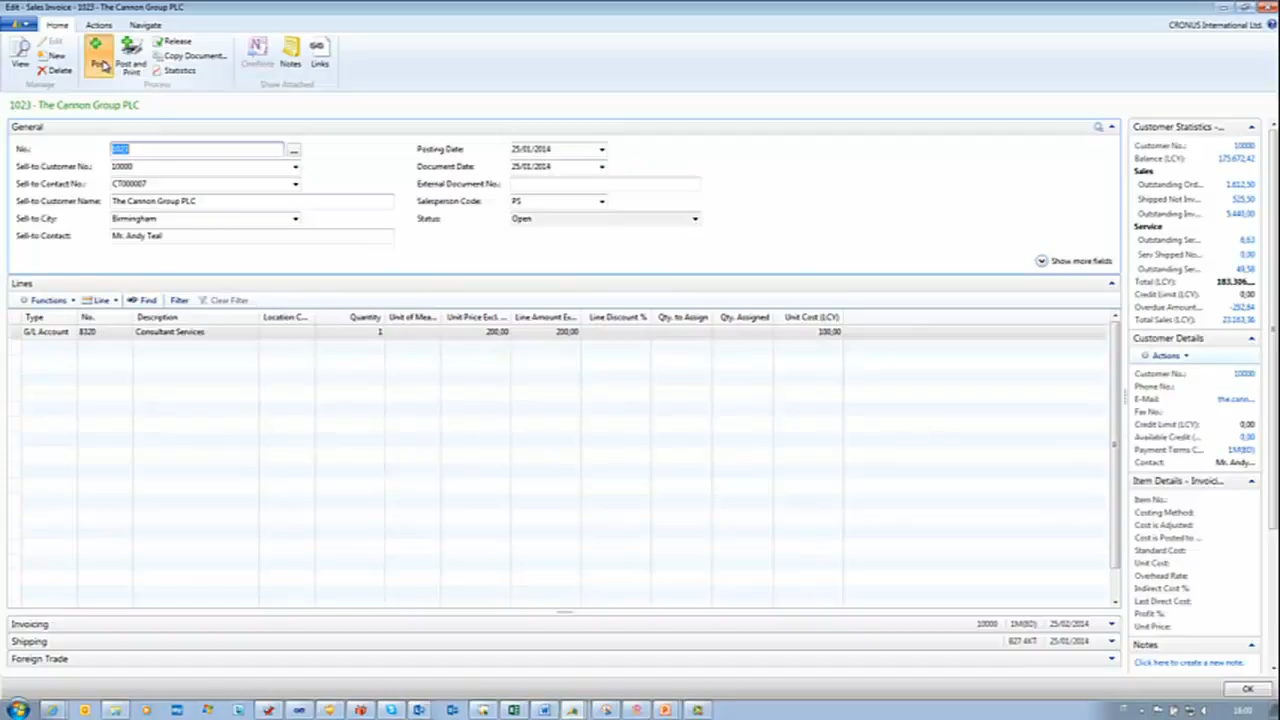 Edit - Sales Invoice - 1023 - The Cannon Group PLC
Home Actions Navigate
CRONUS International Ltd.
View
Edit
New
Delete
Manage
Post
Post and Print
Release
Copy Document...
Statistics
Process
OneNote
Notes
Links
Show Attached
1023 - The Cannon Group PLC
General
No.: 1023
Sell-to Customer No.: 10000
Sell-to Contact No.: CT000007
Sell-to Customer Name: The Cannon Group PLC
Sell-to City: Birmingham
Sell-to Contact: Mr. Andy Teal
Posting Date: 25/01/2014
Document Date: 25/01/2014
External Document No.:
Salesperson Code: PS
Status: Open
Show more fields
Lines
Functions Line Find Filter Clear Filter
Type No. Description Location C... Quantity Unit of Mea... Unit Price Excl. ... Line Amount Ex... Line Discount % Qty. to Assign Qty. Assigned Unit Cost (LCY)
G/L Account 8320 Consultant Services 1 200,00 200,00 100,00
Invoicing 10000 1M(8D) 25/02/2014
Shipping B27 4KT 25/01/2014
Foreign Trade
Customer Statistics -...
Customer No.: 10000
Balance (LCY): 175.672,42
Sales
Outstanding Ord... 1.612,50
Shipped Not Inv... 525,50
Outstanding Inv... 5.440,00
Service
Outstanding Ser... 6,63
Serv Shipped No... 0,00
Outstanding Ser... 49,58
Total (LCY): 183.306,...
Credit Limit (LCY): 0,00
Overdue Amount... -292,84
Total Sales (LCY): 23.163,36
Customer Details
Actions
Customer No.: 10000
Phone No.:
E-Mail: the.cann...
Fax No.:
Credit Limit (LCY): 0,00
Available Credit (... 0,00
Payment Terms C... 1M(8D)
Contact: Mr. Andy...
Item Details - Invoici...
Item No.:
Costing Method:
Cost is Adjusted:
Cost is Posted to ...
Standard Cost:
Unit Cost:
Overhead Rate:
Indirect Cost %:
Last Direct Cost:
Profit %:
Unit Price:
Notes
Click here to create a new note.
OK
IT
18:00